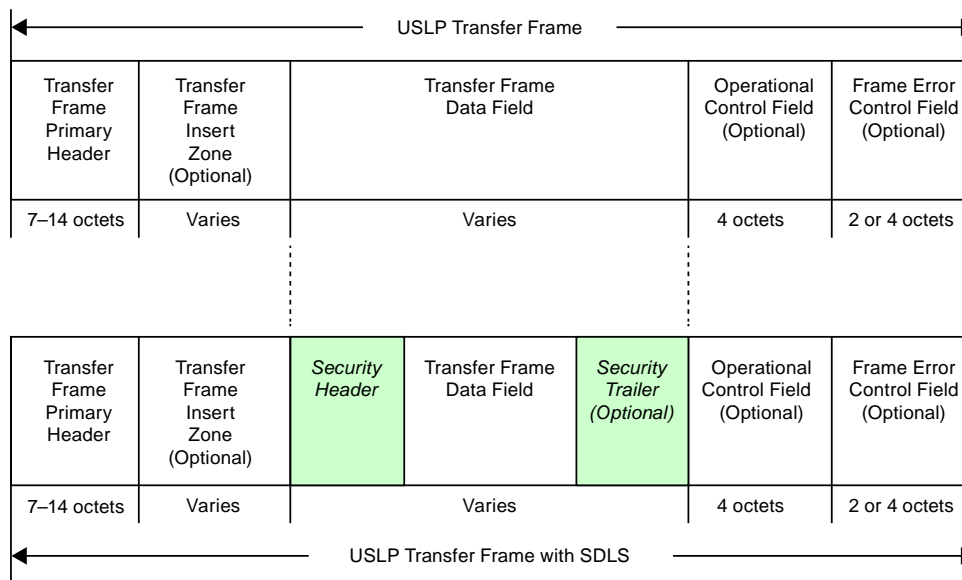 USLP Transfer Frame
Transfer
Frame
Primary
Header
Transfer
Frame
Insert
Zone
(Optional)
Transfer Frame
Data Field
Operational
Control Field
(Optional)
Frame Error
Control Field
(Optional)
7–14 octets
Varies
Varies
4 octets
2 or 4 octets
Transfer
Frame
Primary
Header
Transfer
Frame
Insert
Zone
(Optional)
Security
Header
Transfer Frame
Data Field
Security
Trailer
(Optional)
Operational
Control Field
(Optional)
Frame Error
Control Field
(Optional)
7–14 octets
Varies
Varies
4 octets
2 or 4 octets
USLP Transfer Frame with SDLS